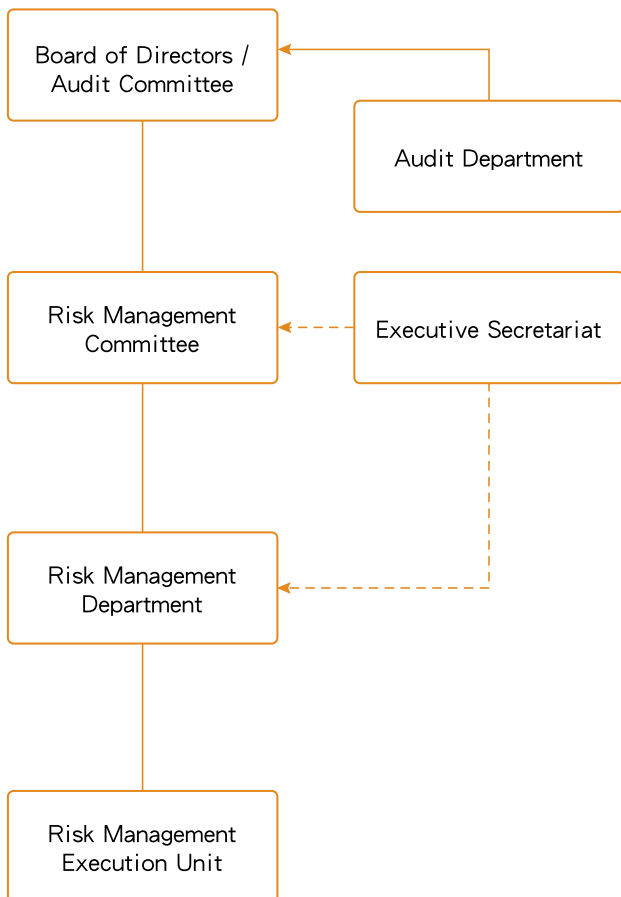 Board of Directors /
Audit Committee
Audit Department
Risk Management
Committee
Executive Secretariat
Risk Management
Department
Risk Management
Execution Unit